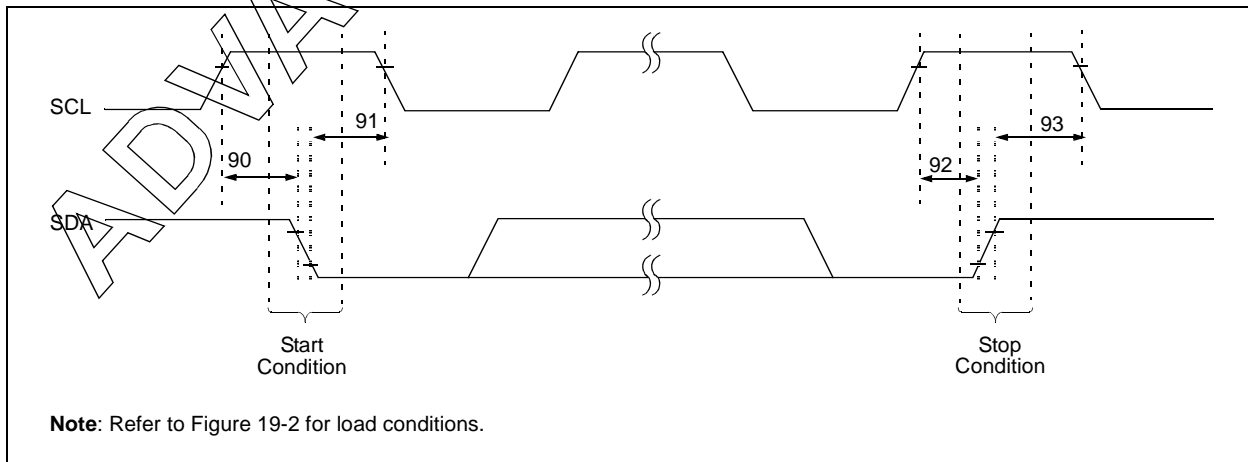 ADVA
SCL
91
93
90
92
SDA
Start
Condition
Stop
Condition
Note: Refer to Figure 19-2 for load conditions.